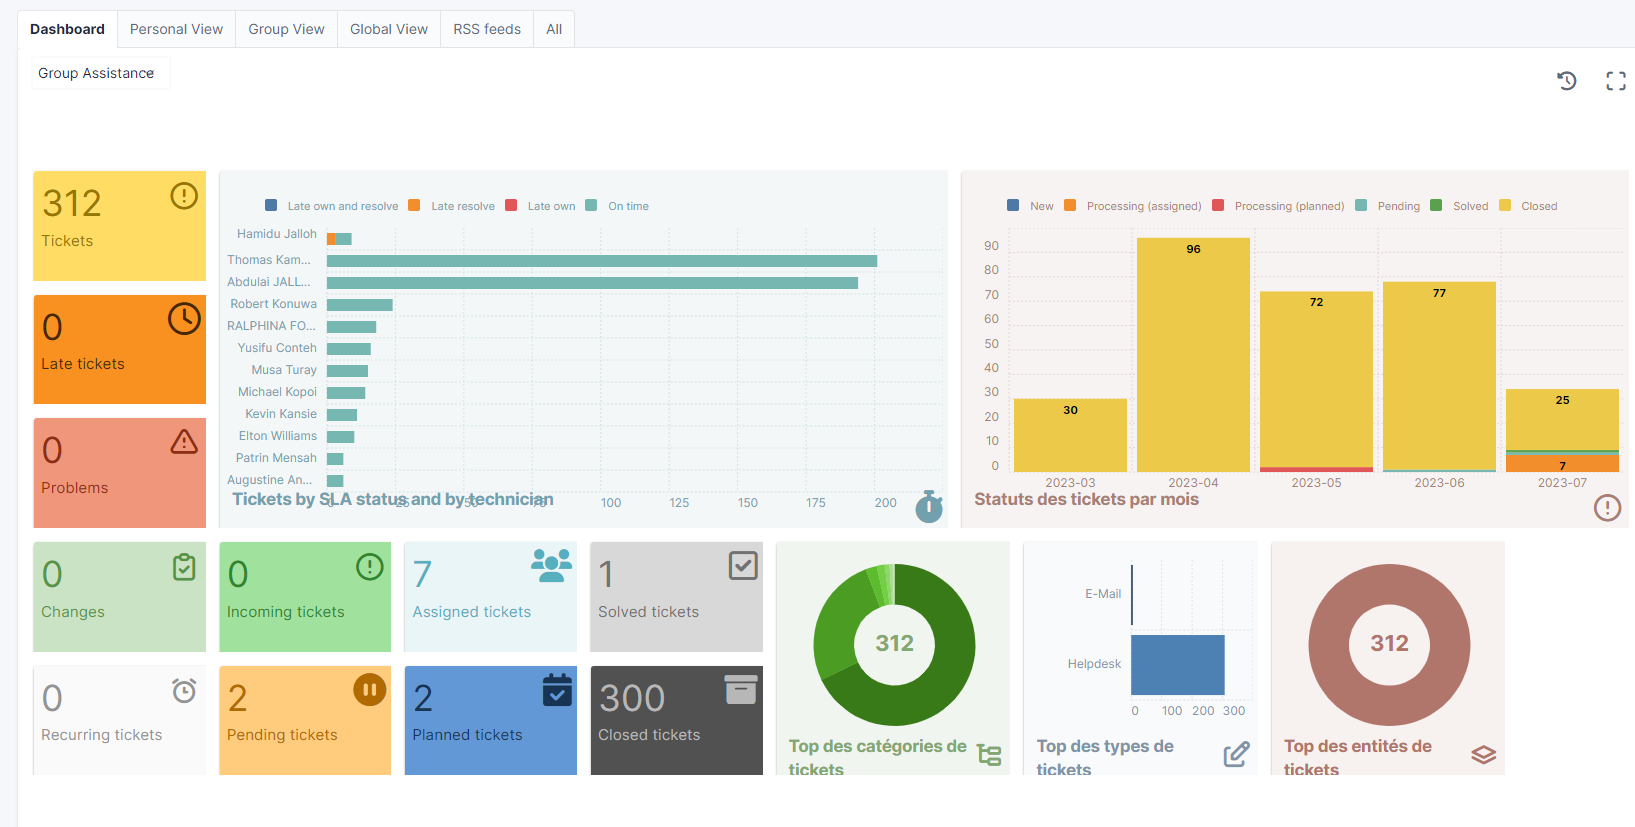 Dashboard
Personal View
Group View
Global View
RSS feeds
All
Group Assistance
312
Tickets
0
Late tickets
0
Problems
Late own and resolve
Late resolve
Late own
On time
Hamidu Jalloh
Thomas Kam...
Abdulai JALL...
Robert Konuwa
RALPHINA FO...
Yusifu Conteh
Musa Turay
Michael Kopoi
Kevin Kansie
Elton Williams
Patrin Mensah
Augustine An...
0 25 50 75 100 125 150 175 200
Tickets by SLA status and by technician
New
Processing (assigned)
Processing (planned)
Pending
Solved
Closed
90
80
70
60
50
40
30
20
10
0
30
96
72
77
25
7
2023-03 2023-04 2023-05 2023-06 2023-07
Statuts des tickets par mois
0
Changes
0
Incoming tickets
7
Assigned tickets
1
Solved tickets
0
Recurring tickets
2
Pending tickets
2
Planned tickets
300
Closed tickets
312
Top des catégories de
tickets
E-Mail
Helpdesk
0 100 200 300
Top des types de
tickets
312
Top des entités de
tickets